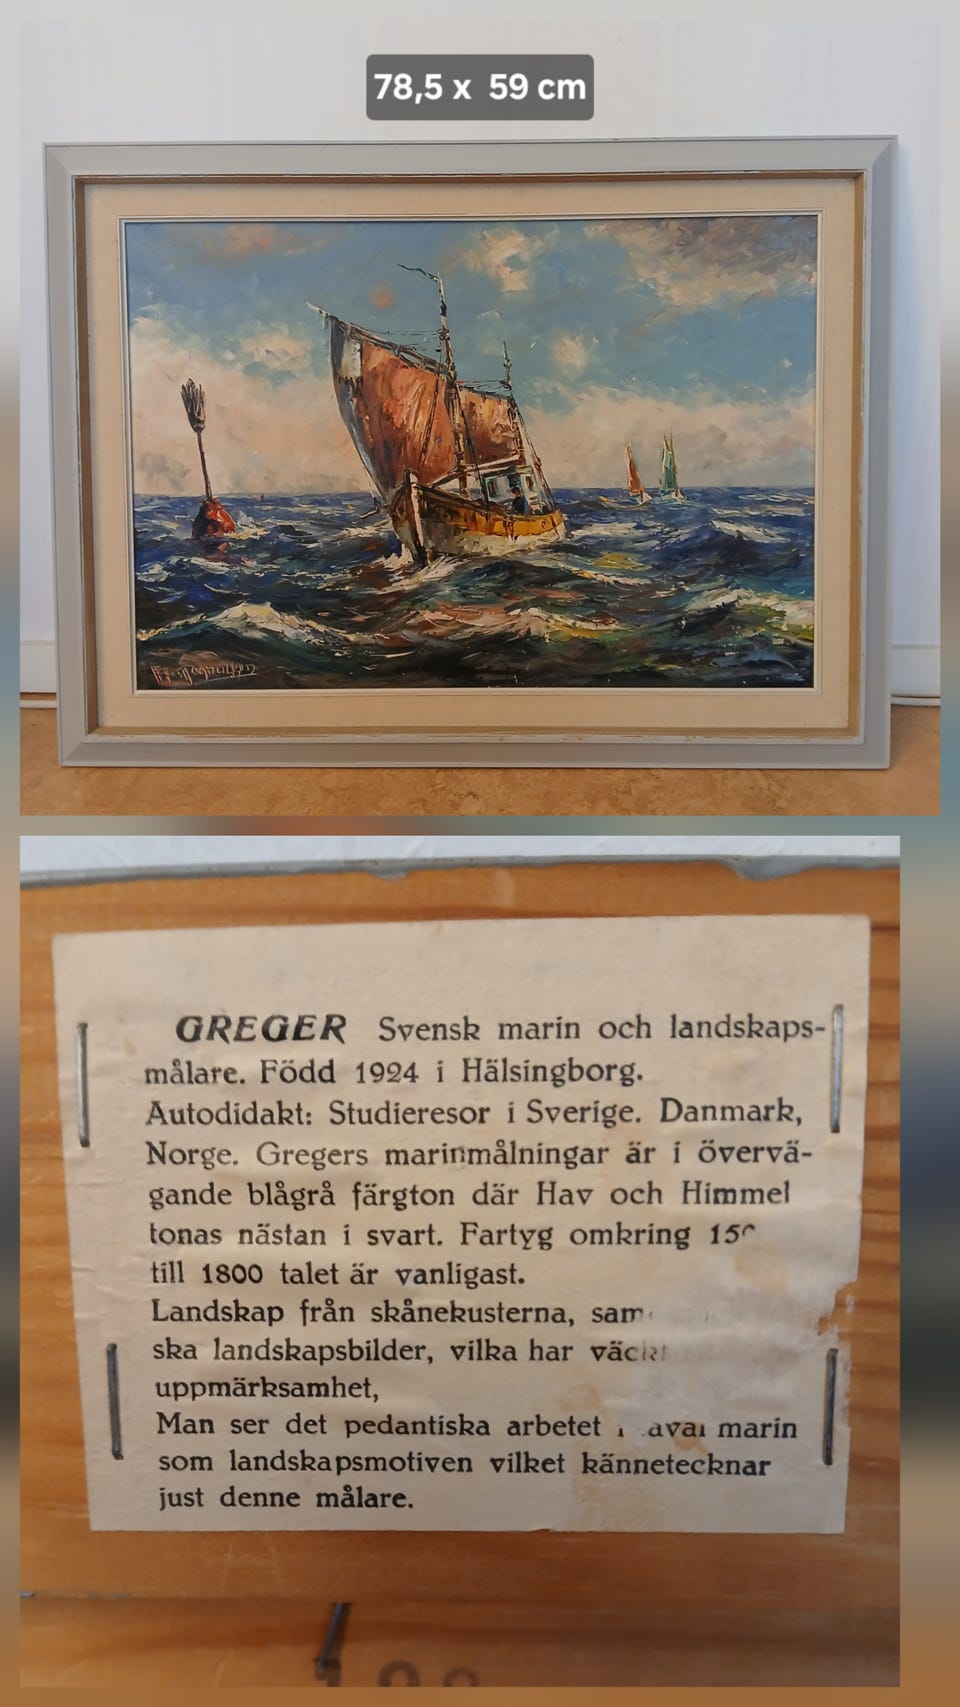 78,5 x 59 cm
GREGER Svensk marin och landskaps-
målare. Född 1924 i Hälsingborg.
Autodidakt: Studieresor i Sverige. Danmark,
Norge. Gregers marinmålningar är i övervä-
gande blågrå färgton där Hav och Himmel
tonas nästan i svart. Fartyg omkring
till 1800 talet är vanligast.
Landskap från skånekusterna,
ska landskapsbilder, vilka har väckt
uppmärksamhet,
Man ser det pedantiska arbetet marin
som landskapsmotiven vilket kännetecknar
just denne målare.